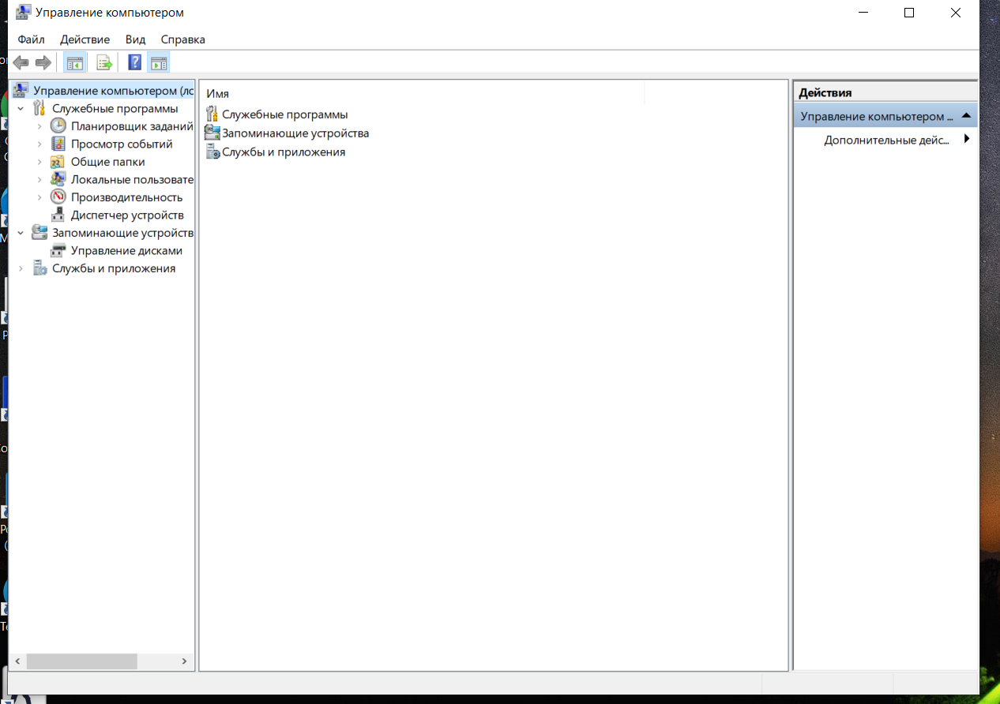 Управление компьютером
Файл Действие Вид Справка
Управление компьютером (лс
Служебные программы
Планировщик заданий
Просмотр событий
Общие папки
Локальные пользовате
Производительность
Диспетчер устройств
Запоминающие устройств
Управление дисками
Службы и приложения
Имя
Служебные программы
Запоминающие устройства
Службы и приложения
Действия
Управление компьютером ...
Дополнительные дейс...